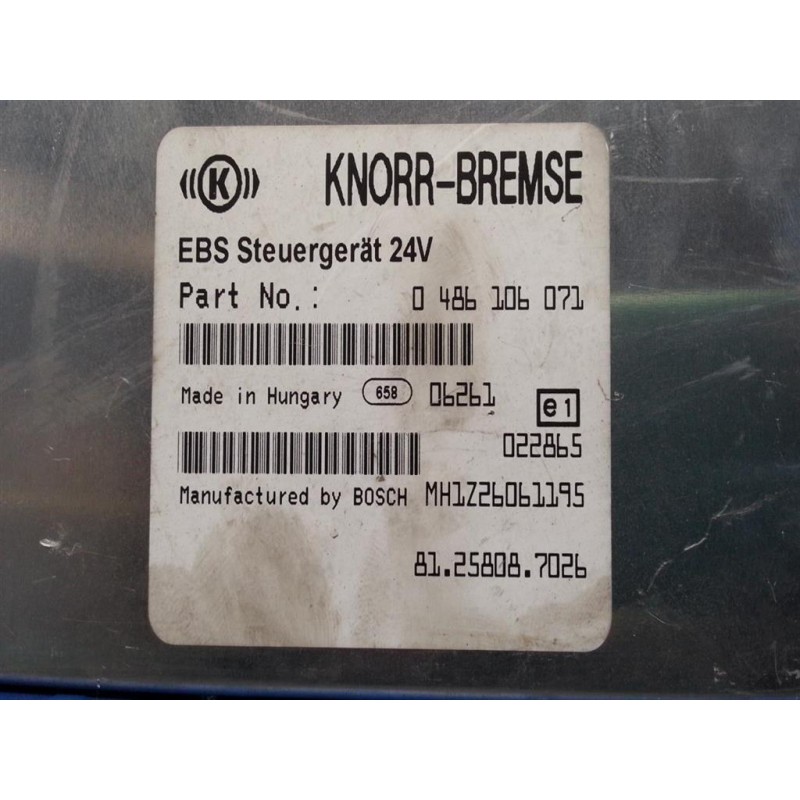 K KNORR-BREMSE
EBS Steuergerät 24V
Part No.: 0 486 106 071
Made in Hungary 658 06261 e1
022865
Manufactured by BOSCH MH1Z26061195
81.25808.7026